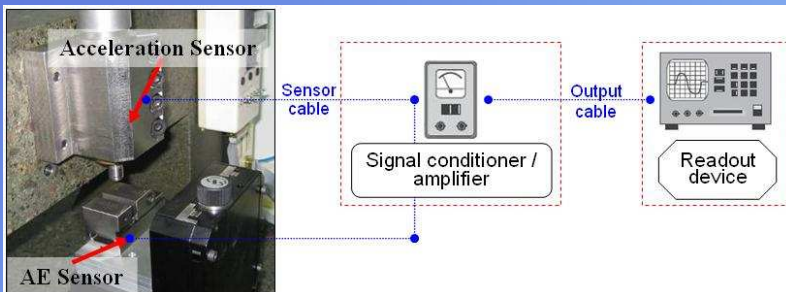 Acceleration Sensor
Sensor
cable
Signal conditioner /
amplifier
Output
cable
Readout
device
AE Sensor